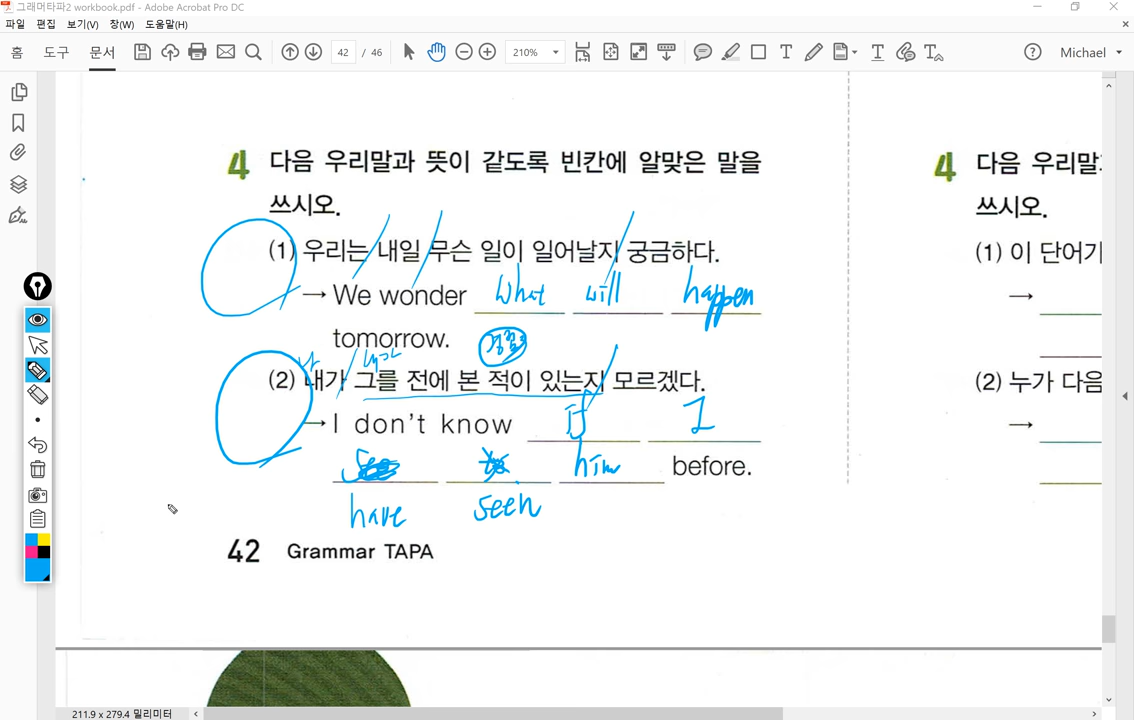 그래머타파2 workbook.pdf - Adobe Acrobat Pro DC
파일 편집 보기(V) 창(W) 도움말(H)
홈 도구 문서 42 / 46 210% Michael
4 다음 우리말과 뜻이 같도록 빈칸에 알맞은 말을
쓰시오.
(1) 우리는 내일 무슨 일이 일어날지 궁금하다.
→ We wonder what will happen
tomorrow. 경험
(2) 내가 그를 전에 본 적이 있는지 모르겠다.
→ I don't know if I
him before.
have seen
42 Grammar TAPA
4 다음 우리말
쓰시오.
(1) 이 단어기
→
(2) 누가 다음
→
211.9 x 279.4 밀리미터